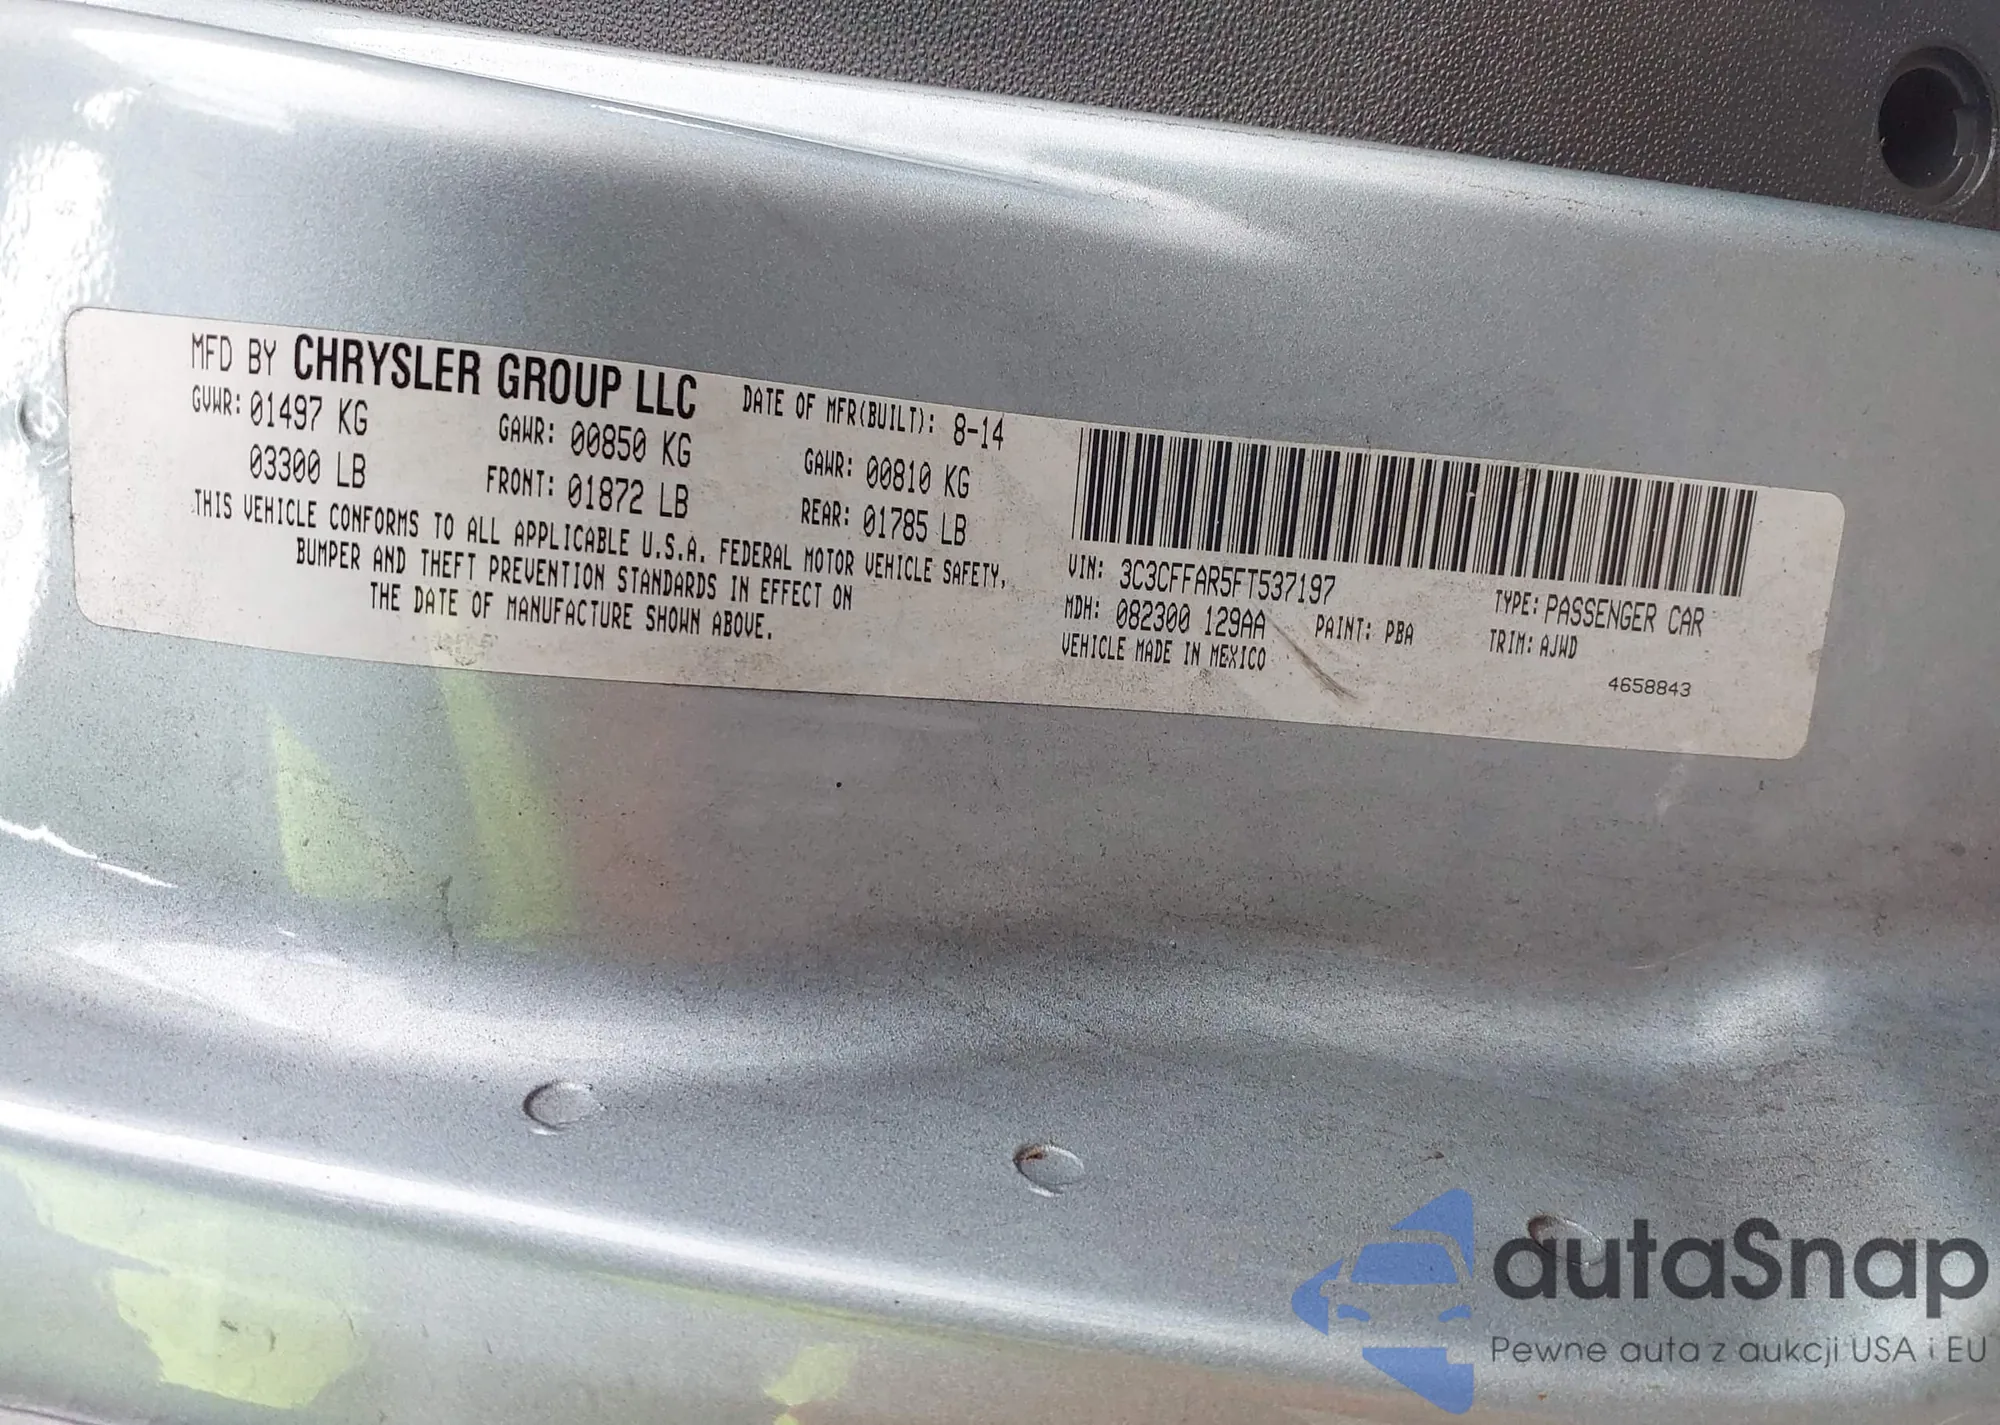 MFD BY CHRYSLER GROUP LLC DATE OF MFR(BUILT): 8-14
GVWR: 01497 KG GAWR: 00850 KG GAWR: 00810 KG
03300 LB FRONT: 01872 LB REAR: 01785 LB
THIS VEHICLE CONFORMS TO ALL APPLICABLE U.S.A. FEDERAL MOTOR VEHICLE SAFETY,
BUMPER AND THEFT PREVENTION STANDARDS IN EFFECT ON
THE DATE OF MANUFACTURE SHOWN ABOVE.
VIN: 3C3CFFAR5FT537197 TYPE: PASSENGER CAR
MDH: 082300 129AA PAINT: PBA TRIM: AJWD
VEHICLE MADE IN MEXICO
4658843
autaSnap
Pewne auta z aukcji USA i EU